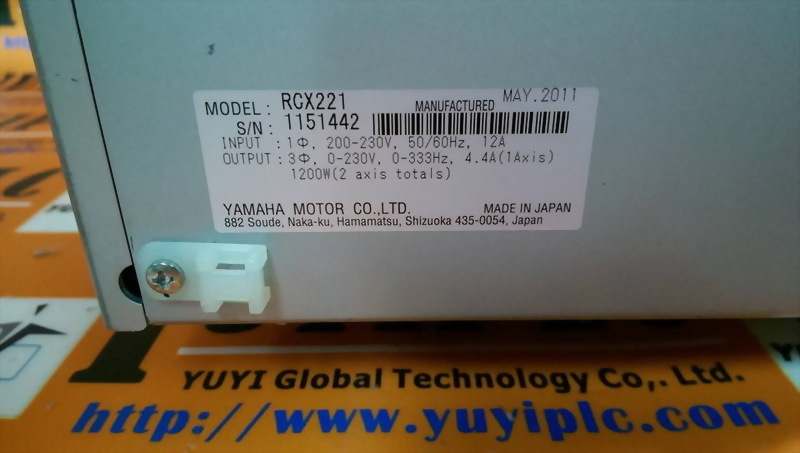 MODEL: RCX221
MANUFACTURED MAY. 2011
S/N: 1151442
INPUT : 1Φ, 200-230V, 50/60Hz, 12A
OUTPUT : 3Φ, 0-230V, 0-333Hz, 4.4A(1Axis)
1200W(2 axis totals)
YAMAHA MOTOR CO.,LTD. MADE IN JAPAN
882 Soude, Naka-ku, Hamamatsu, Shizuoka 435-0054, Japan
YUYI Global Technology Co,. Ltd.
http://www.yuyiplc.com